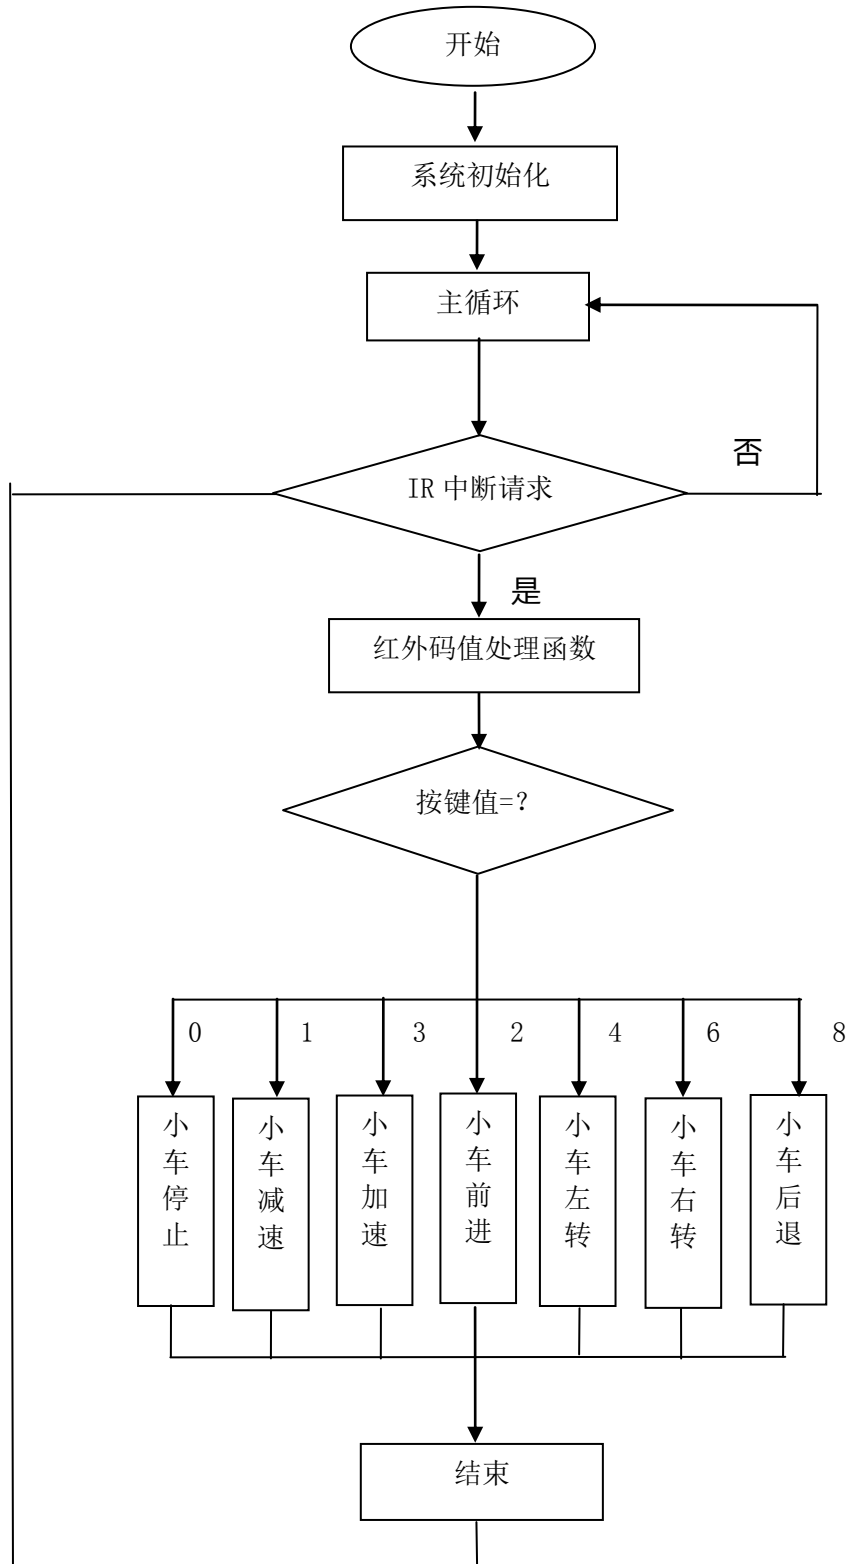 开始
系统初始化
主循环
否
IR 中断请求
是
红外码值处理函数
按键值=?
0 1 3 2 4 6 8
小车停止
小车减速
小车加速
小车前进
小车左转
小车右转
小车后退
结束